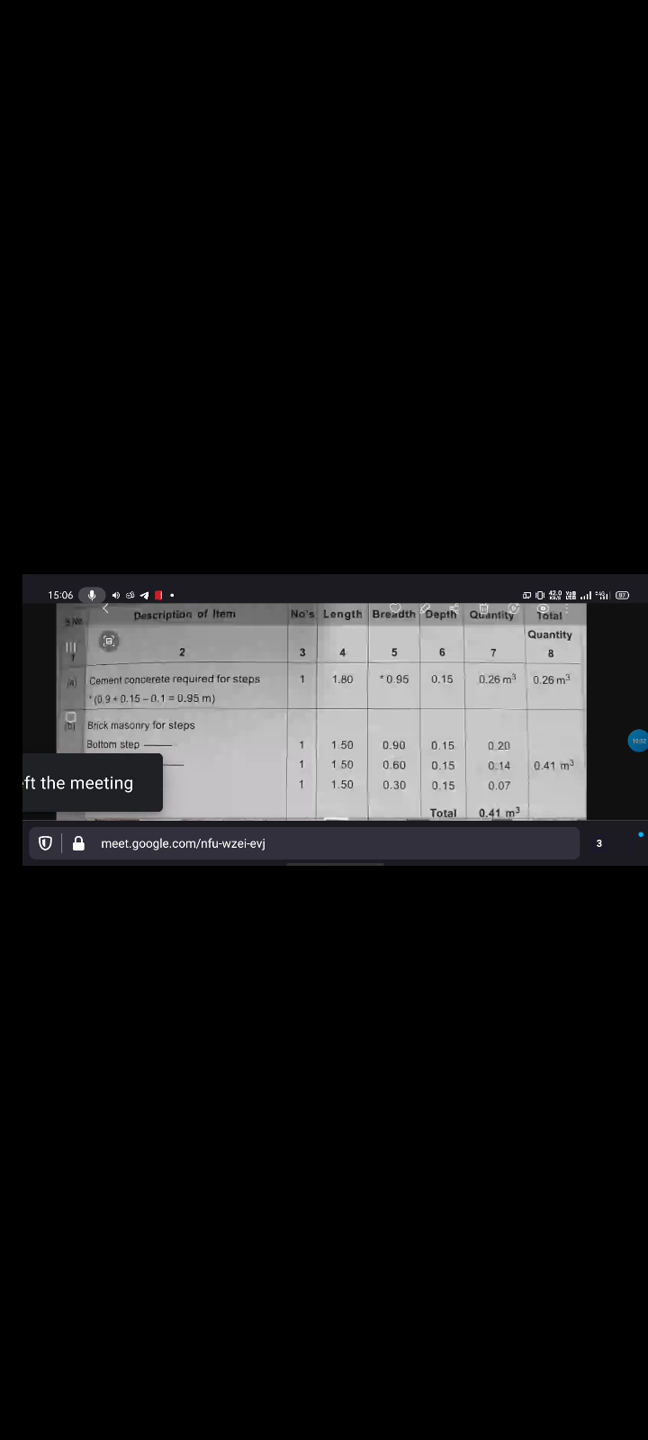 15:06
S.No. Description of Item No's Length Breadth Depth Quantity Total Quantity
1 2 3 4 5 6 7 8
(a) Cement concerete required for steps 1 1.80 *0.95 0.15 0.26 m³ 0.26 m³
*(0.9 + 0.15 – 0.1 = 0.95 m)
(b) Brick masonry for steps
Bottom step 1 1.50 0.90 0.15 0.20
1 1.50 0.60 0.15 0.14 0.41 m³
1 1.50 0.30 0.15 0.07
Total 0.41 m³
ft the meeting
meet.google.com/nfu-wzei-evj
3